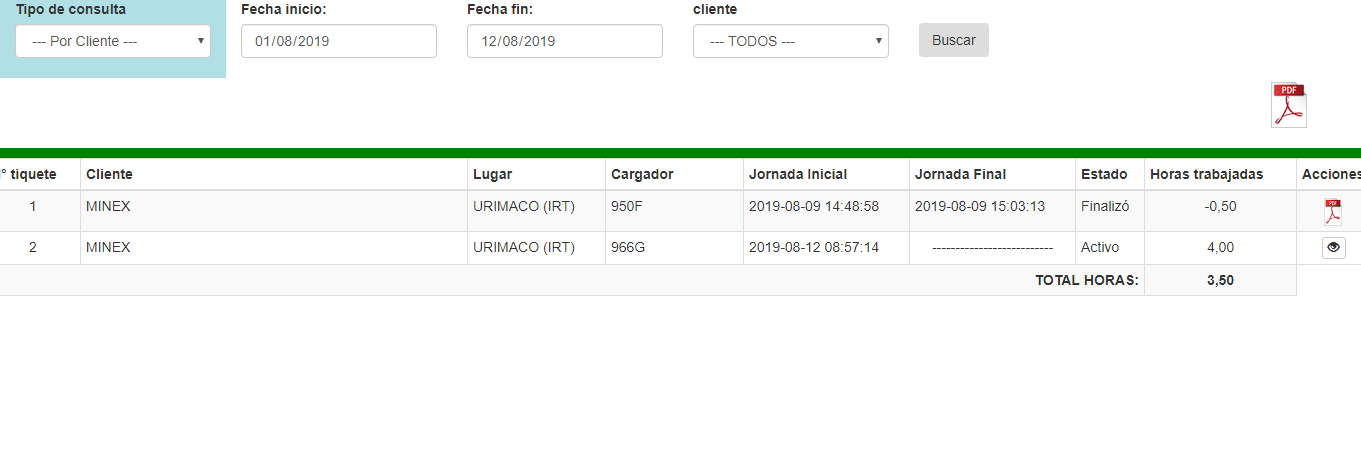 Tipo de consulta Fecha inicio: Fecha fin: cliente
--- Por Cliente --- 01/08/2019 12/08/2019 --- TODOS --- Buscar
PDF
° tiquete Cliente Lugar Cargador Jornada Inicial Jornada Final Estado Horas trabajadas Acciones
1 MINEX URIMACO (IRT) 950F 2019-08-09 14:48:58 2019-08-09 15:03:13 Finalizó -0,50 PDF
2 MINEX URIMACO (IRT) 966G 2019-08-12 08:57:14 -------------------------- Activo 4,00
TOTAL HORAS: 3,50